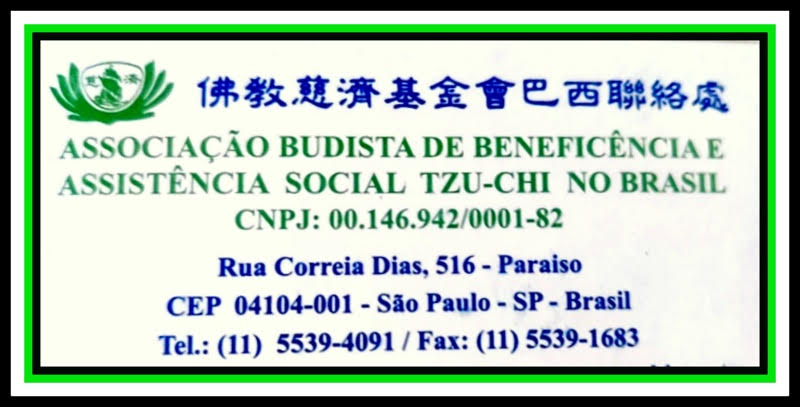 慈濟
佛教慈濟基金會巴西聯絡處
ASSOCIAÇÃO BUDISTA DE BENEFICÊNCIA E
ASSISTÊNCIA SOCIAL TZU-CHI NO BRASIL
CNPJ: 00.146.942/0001-82
Rua Correia Dias, 516 - Paraiso
CEP 04104-001 - São Paulo - SP - Brasil
Tel.: (11) 5539-4091 / Fax: (11) 5539-1683